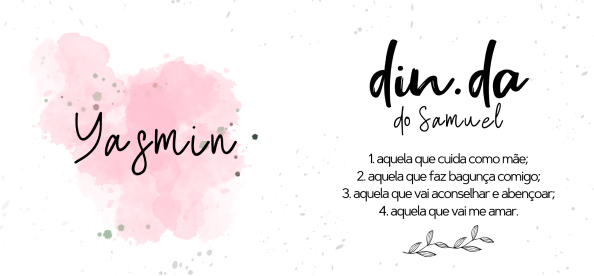 Yasmin
din.da
do Samuel
1. aquela que cuida como mãe;
2. aquela que faz bagunça comigo;
3. aquela que vai aconselhar e abençoar;
4. aquela que vai me amar.